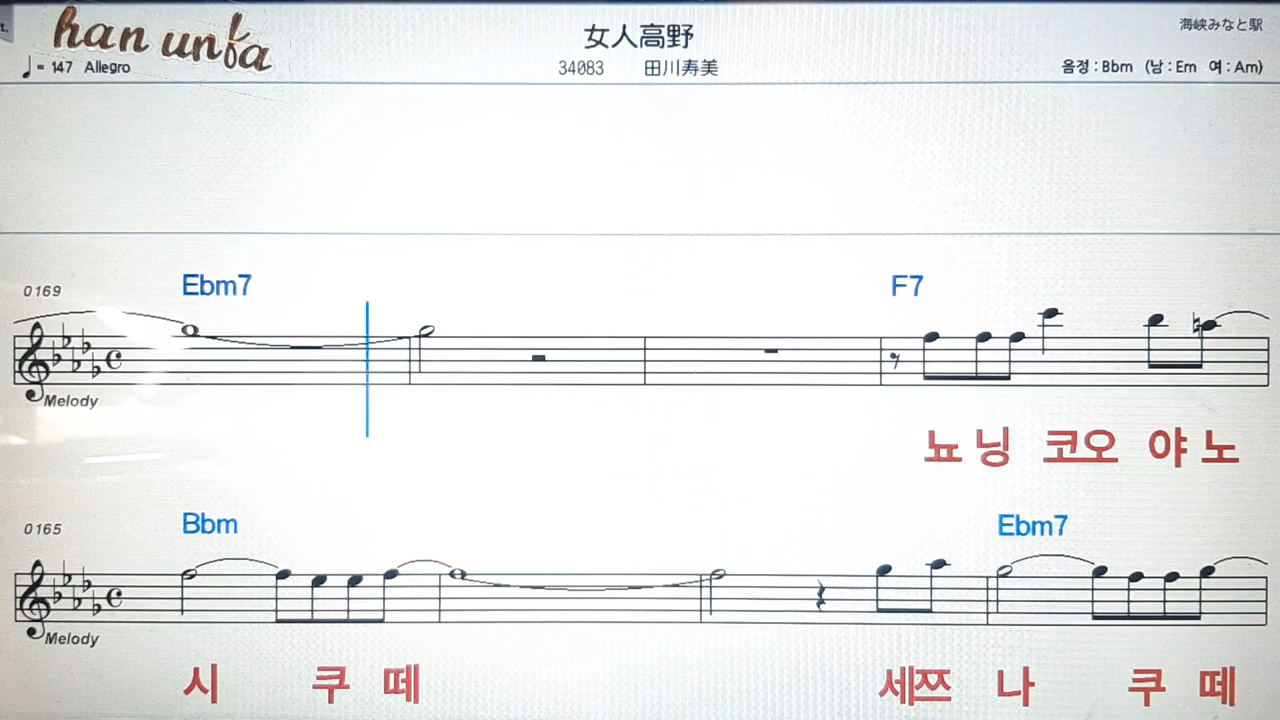 han unfa
女人高野
海峡みなと駅
♩= 147 Allegro
34083 田川寿美
음정 : Bbm (남 : Em 여 : Am)
Ebm7 F7
0169
Melody
뇨 닝 코오 야 노
Bbm Ebm7
0165
Melody
시 쿠 떼 세쯔 나 쿠 떼